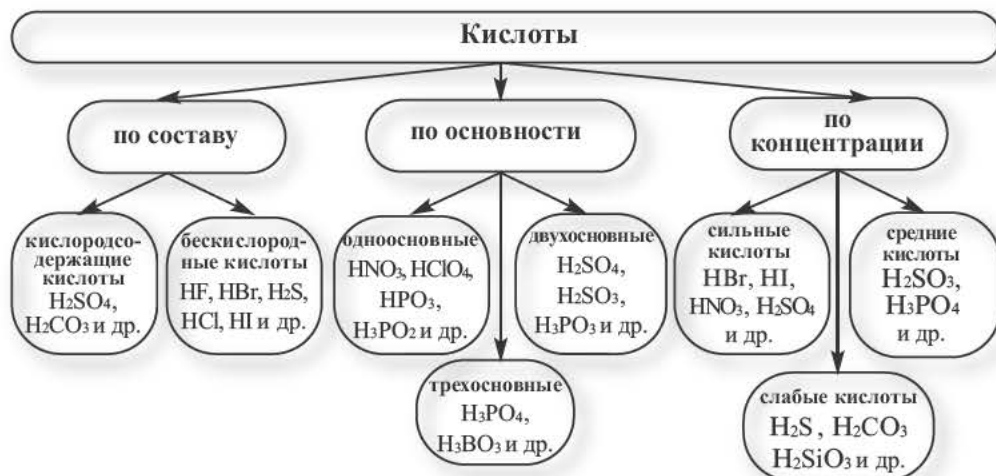 Кислоты
по составу
по основности
по
концентрации
кислородсо-
держащие
кислоты
H2SO4,
H2CO3 и др.
бескислород-
ные кислоты
HF, HBr, H2S,
HCl, HI и др.
одноосновные
HNO3, HClO4,
HPO3,
H3PO2 и др.
двухосновные
H2SO4,
H2SO3,
H3PO3 и др.
трехосновные
H3PO4,
H3BO3 и др.
сильные
кислоты
HBr, HI,
HNO3, H2SO4
и др.
средние
кислоты
H2SO3,
H3PO4
и др.
слабые кислоты
H2S , H2CO3
H2SiO3 и др.